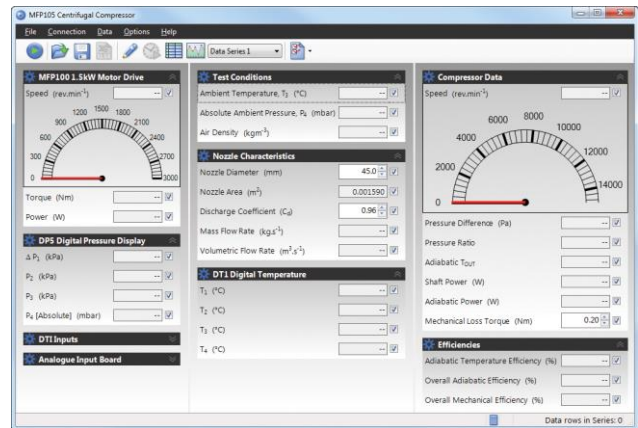 MFP105 Centrifugal Compressor
File Connection Data Options Help
Data Series 1
MFP100 1.5kW Motor Drive
Speed (rev.min⁻¹) --
0 300 600 900 1200 1500 1800 2100 2400 2700 3000
Torque (Nm) --
Power (W) --
DP5 Digital Pressure Display
Δ P₁ (kPa) --
P₂ (kPa) --
P₃ (kPa) --
P₄ [Absolute] (mbar) --
DTI Inputs
Analogue Input Board
Test Conditions
Ambient Temperature, T₁ (°C) --
Absolute Ambient Pressure, P₄ (mbar) --
Air Density (kgm⁻³) --
Nozzle Characteristics
Nozzle Diameter (mm) 45.0
Nozzle Area (m²) 0.001590
Discharge Coefficient (Cd) 0.96
Mass Flow Rate (kg.s⁻¹) --
Volumetric Flow Rate (m³.s⁻¹) --
DT1 Digital Temperature
T₁ (°C) --
T₂ (°C) --
T₃ (°C) --
T₄ (°C) --
Compressor Data
Speed (rev.min⁻¹) --
0 2000 4000 6000 8000 10000 12000 14000
Pressure Difference (Pa) --
Pressure Ratio --
Adiabatic TOUT --
Shaft Power (W) --
Adiabatic Power (W) --
Mechanical Loss Torque (Nm) 0.20
Efficiencies
Adiabatic Temperature Efficiency (%) --
Overall Adiabatic Efficiency (%) --
Overall Mechanical Efficiency (%) --
Data rows in Series: 0